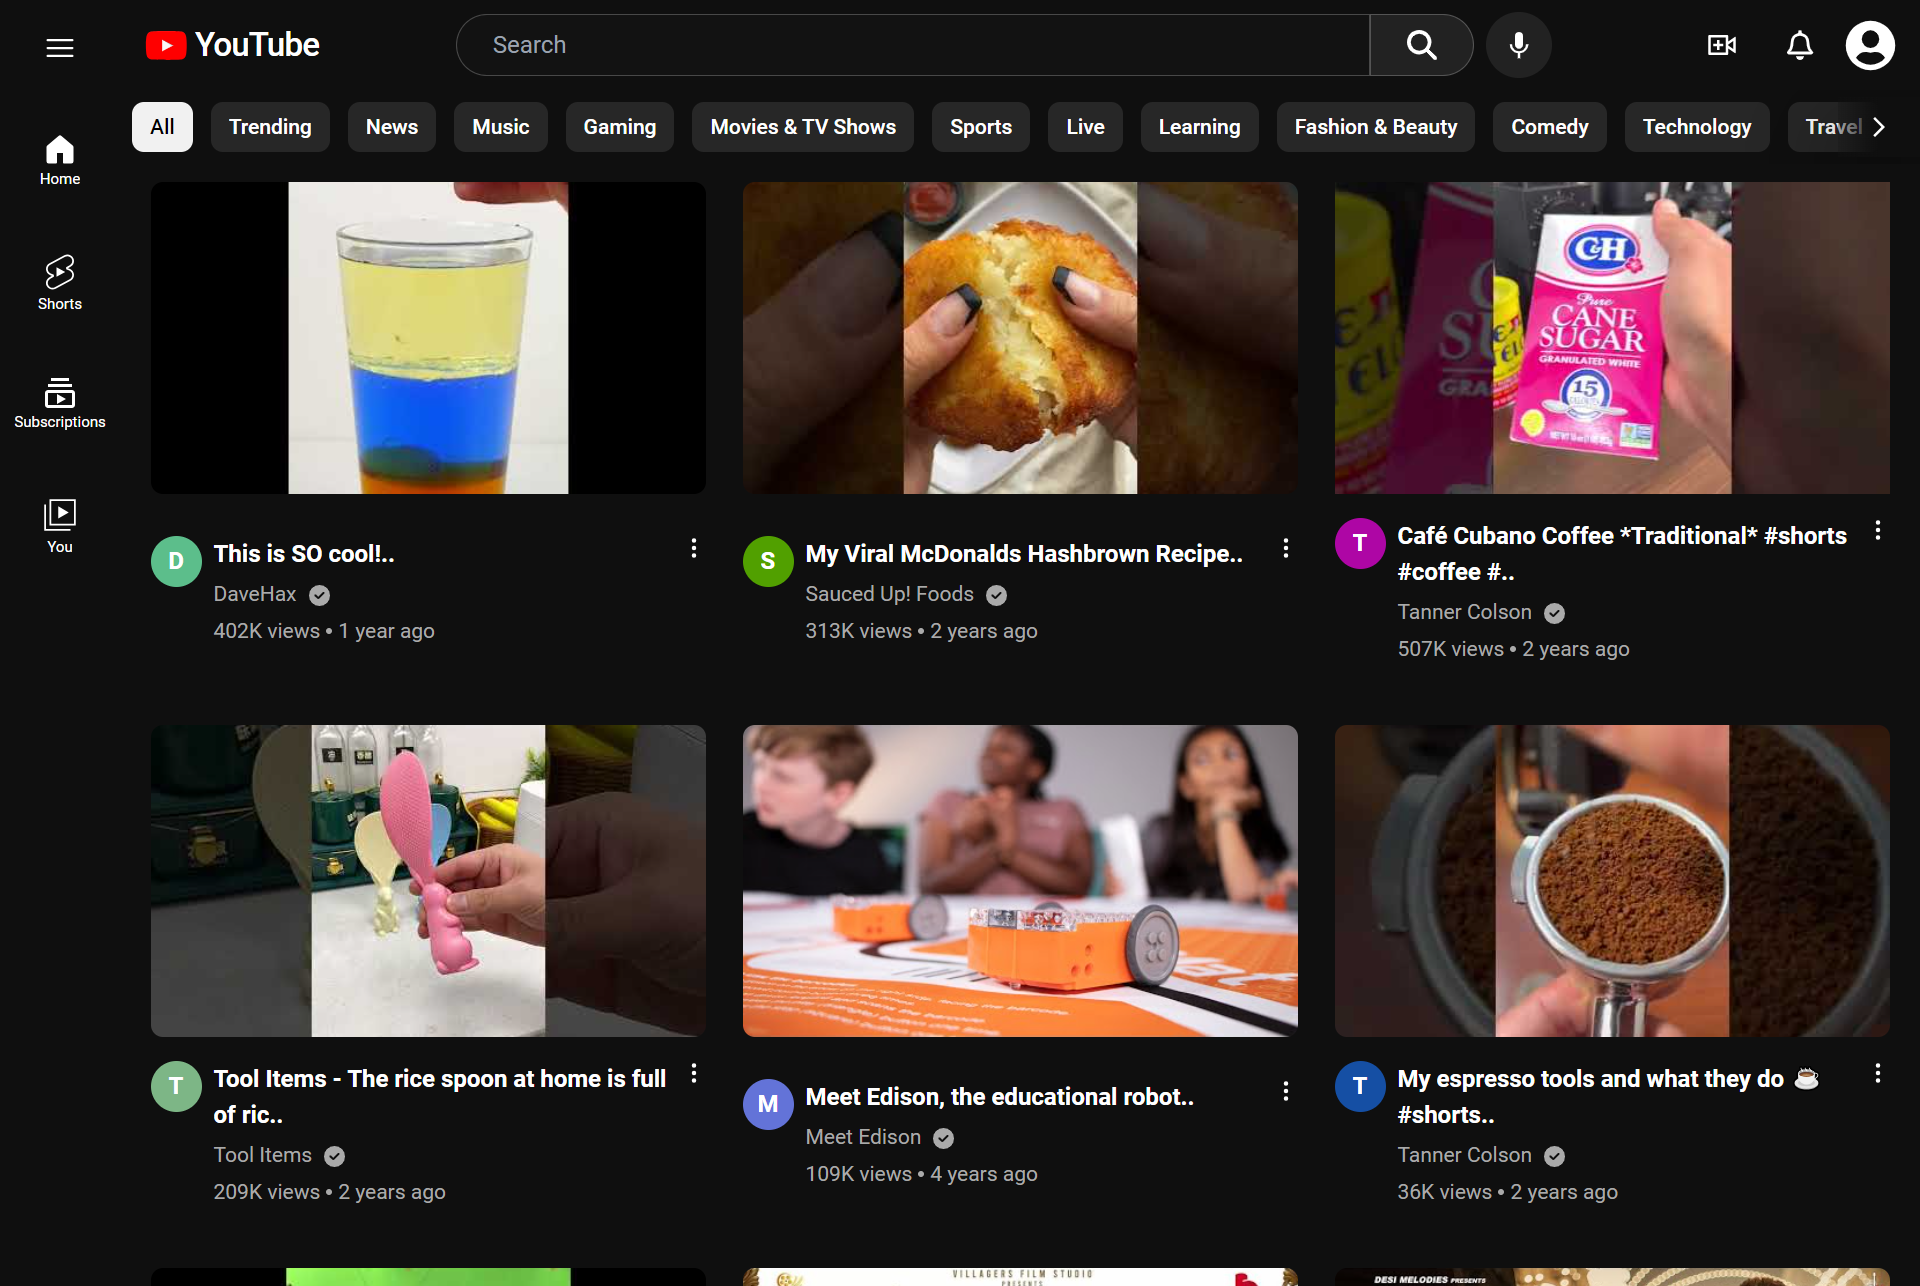 YouTube
Search
All
Trending
News
Music
Gaming
Movies & TV Shows
Sports
Live
Learning
Fashion & Beauty
Comedy
Technology
Travel
Home
Shorts
Subscriptions
You
C&H
Pure
CANE
SUGAR
GRANULATED WHITE
15
CALORIES
D
This is SO cool!..
DaveHax
402K views • 1 year ago
S
My Viral McDonalds Hashbrown Recipe..
Sauced Up! Foods
313K views • 2 years ago
T
Café Cubano Coffee *Traditional* #shorts
#coffee #..
Tanner Colson
507K views • 2 years ago
T
Tool Items - The rice spoon at home is full
of ric..
Tool Items
209K views • 2 years ago
M
Meet Edison, the educational robot..
Meet Edison
109K views • 4 years ago
T
My espresso tools and what they do ☕
#shorts..
Tanner Colson
36K views • 2 years ago
VILLAGERS FILM STUDIO
PRESENTS
DESI MELODIES PRESENTS